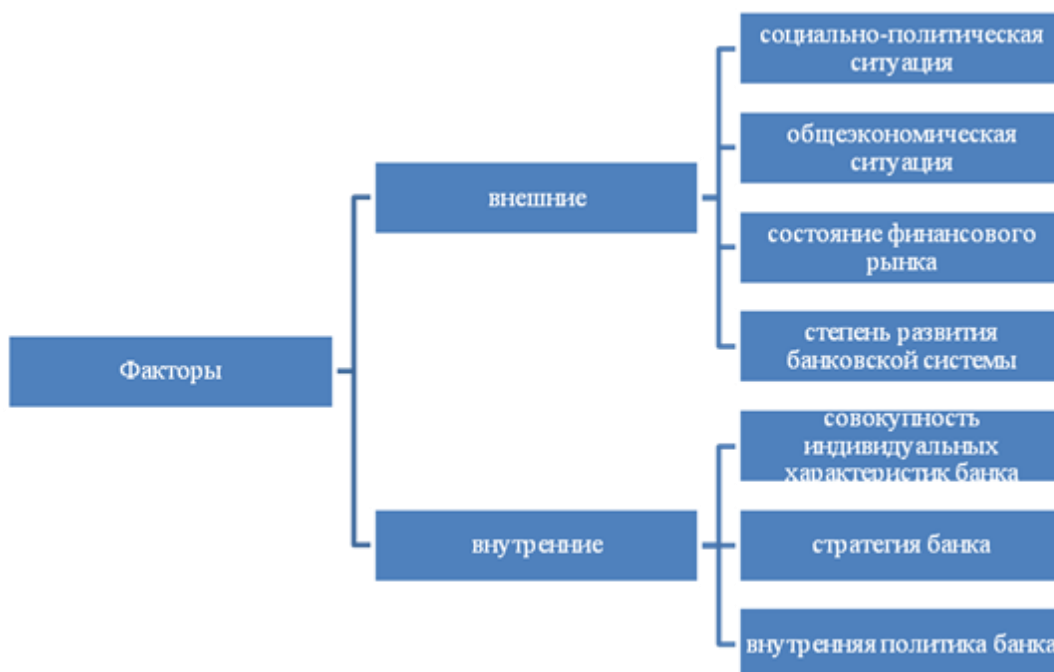 Факторы
внешние
социально-политическая
ситуация
общеэкономическая
ситуация
состояние финансового
рынка
степень развития
банковской системы
внутренние
совокупность
индивидуальных
характеристик банка
стратегия банка
внутренняя политика банка